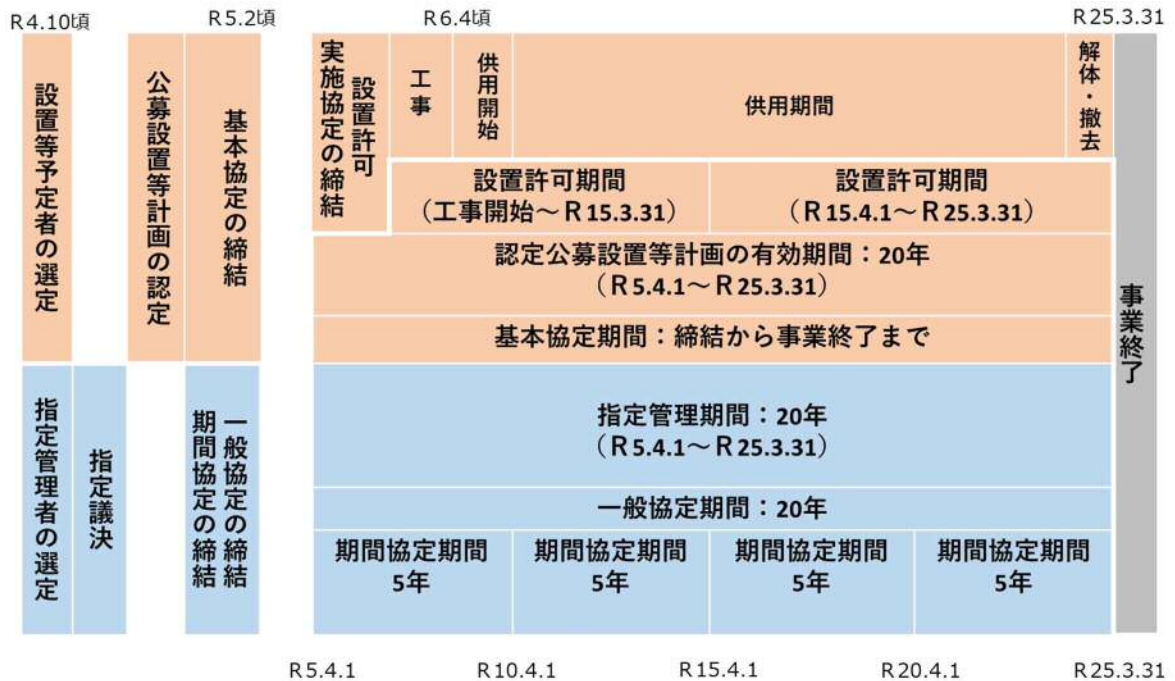 R4.10頃
R5.2頃
R6.4頃
R25.3.31
設置等予定者の選定
公募設置等計画の認定
基本協定の締結
設置許可
実施協定の締結
工事
供用開始
供用期間
解体・撤去
設置許可期間
（工事開始～R15.3.31）
設置許可期間
（R15.4.1～R25.3.31）
認定公募設置等計画の有効期間：20年
（R5.4.1～R25.3.31）
基本協定期間：締結から事業終了まで
事業終了
指定管理者の選定
指定議決
一般協定の締結
期間協定の締結
指定管理期間：20年
（R5.4.1～R25.3.31）
一般協定期間：20年
期間協定期間
5年
期間協定期間
5年
期間協定期間
5年
期間協定期間
5年
R5.4.1
R10.4.1
R15.4.1
R20.4.1
R25.3.31